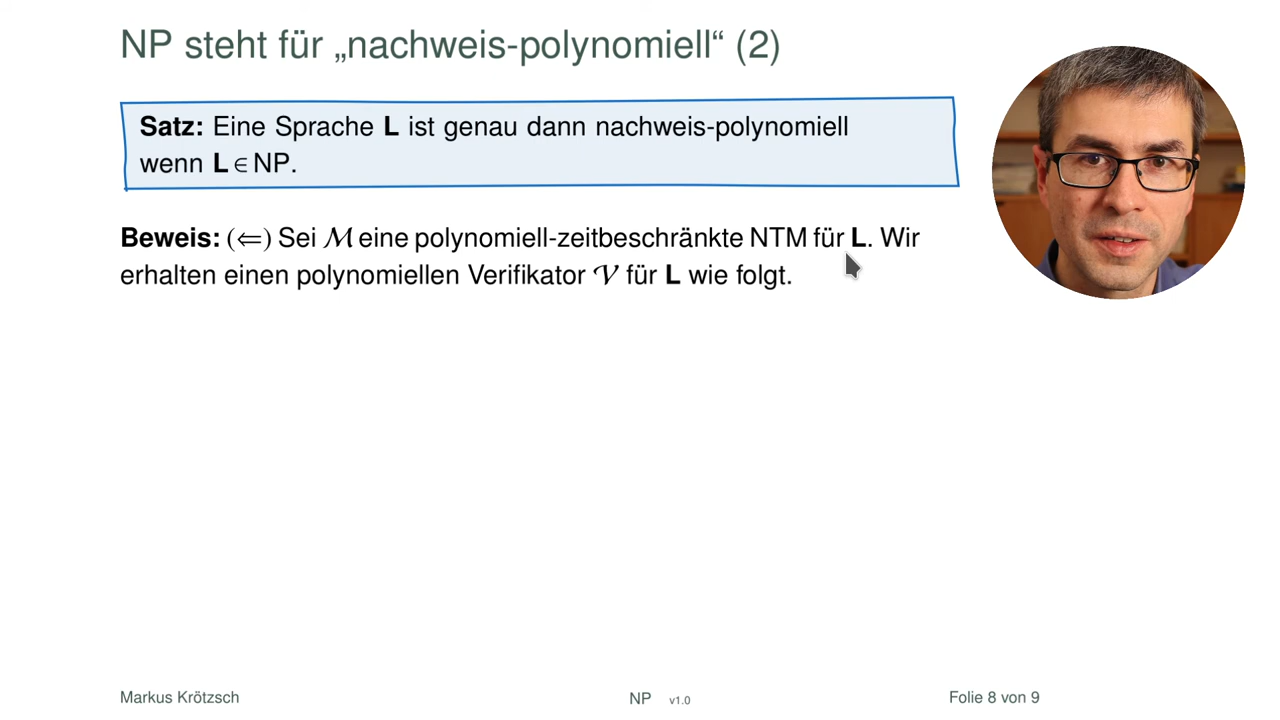 NP steht für „nachweis-polynomiell“ (2)
Satz: Eine Sprache L ist genau dann nachweis-polynomiell
wenn L ∈ NP.
Beweis: (⇐) Sei ℳ eine polynomiell-zeitbeschränkte NTM für L. Wir
erhalten einen polynomiellen Verifikator 𝒱 für L wie folgt.
Markus Krötzsch NP v1.0 Folie 8 von 9